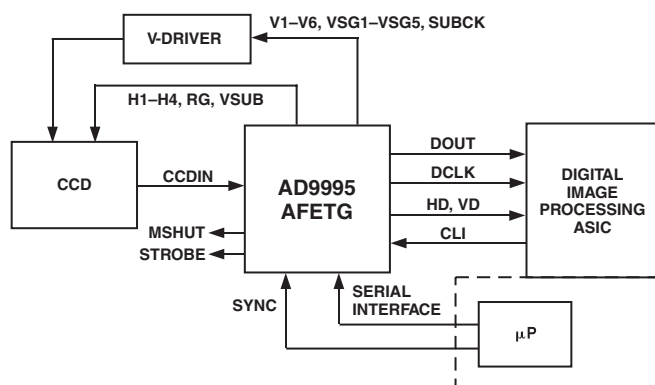 V1–V6, VSG1–VSG5, SUBCK
V-DRIVER
H1–H4, RG, VSUB
CCD
CCDIN
AD9995
AFETG
MSHUT
STROBE
DOUT
DCLK
HD, VD
CLI
DIGITAL
IMAGE
PROCESSING
ASIC
SYNC
SERIAL
INTERFACE
μP